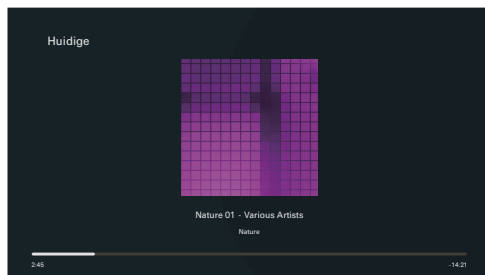 Huidige
Nature 01 - Various Artists
Nature
2:45
-14:21